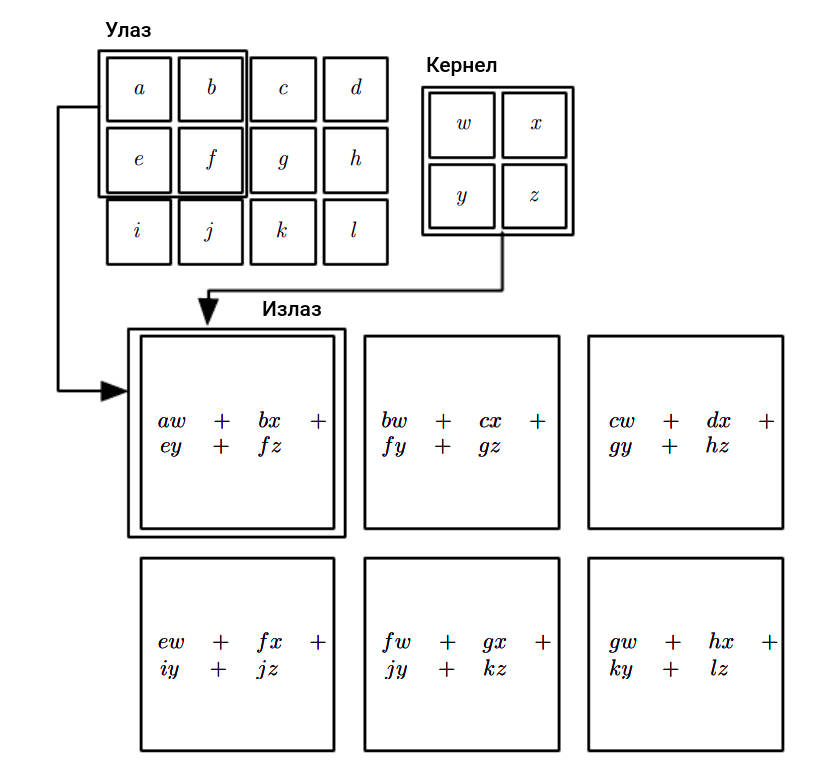 Улаз
Кернел
a b c d
e f g h
i j k l
w x
y z
Излаз
aw + bx +
ey + fz
bw + cx +
fy + gz
cw + dx +
gy + hz
ew + fx +
iy + jz
fw + gx +
jy + kz
gw + hx +
ky + lz